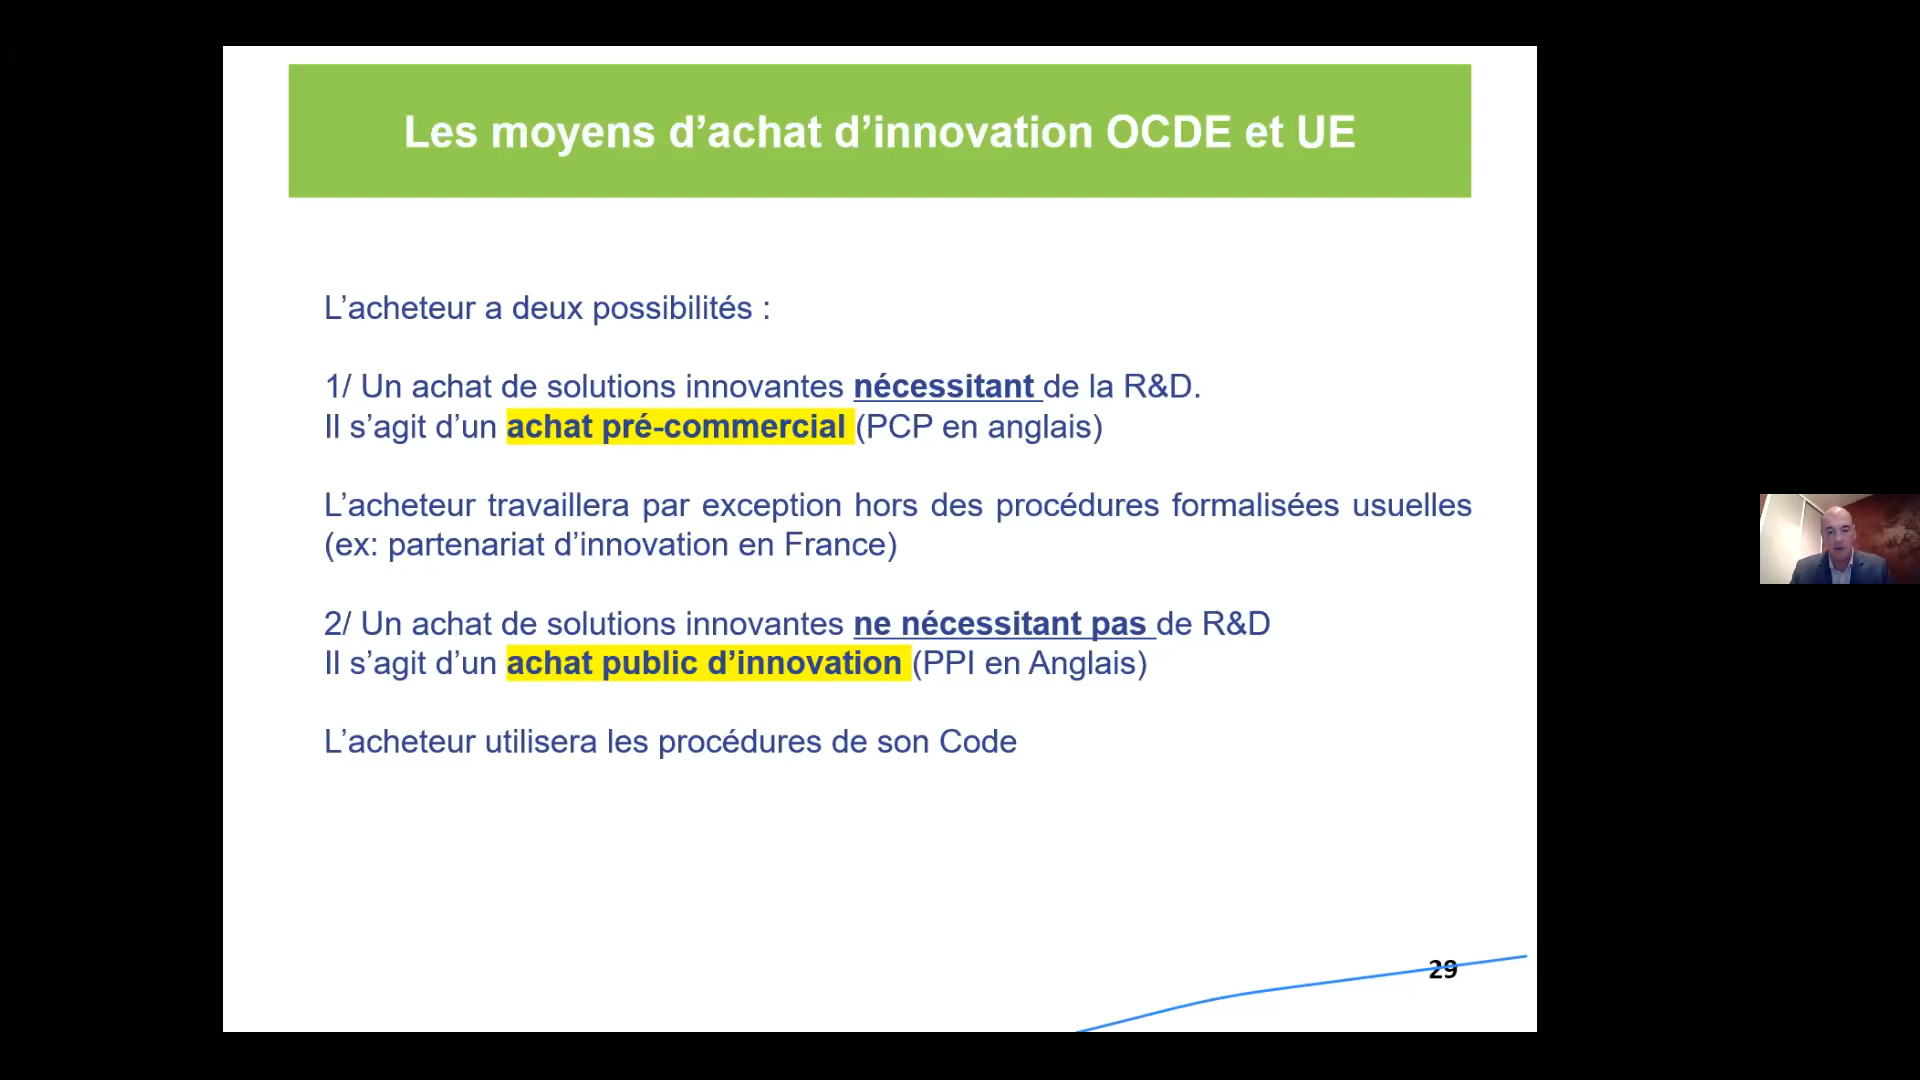 Les moyens d’achat d’innovation OCDE et UE
L’acheteur a deux possibilités :
1/ Un achat de solutions innovantes nécessitant de la R&D.
Il s’agit d’un achat pré-commercial (PCP en anglais)
L’acheteur travaillera par exception hors des procédures formalisées usuelles
(ex: partenariat d’innovation en France)
2/ Un achat de solutions innovantes ne nécessitant pas de R&D
Il s’agit d’un achat public d’innovation (PPI en Anglais)
L’acheteur utilisera les procédures de son Code
29